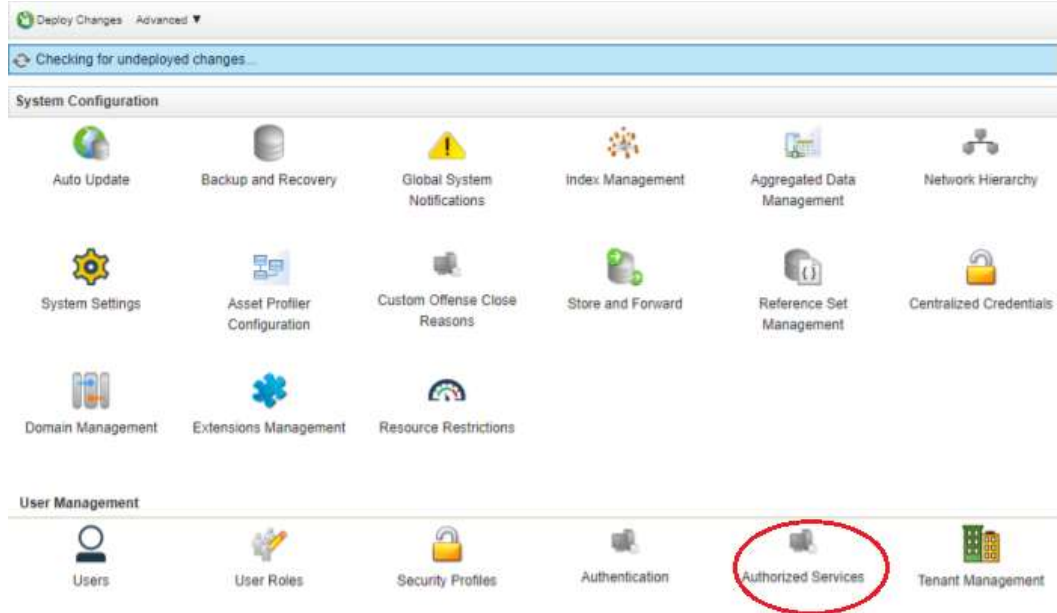 Deploy Changes Advanced ▼
Checking for undeployed changes...
System Configuration
Auto Update
Backup and Recovery
Global System
Notifications
Index Management
Aggregated Data
Management
Network Hierarchy
System Settings
Asset Profiler
Configuration
Custom Offense Close
Reasons
Store and Forward
Reference Set
Management
Centralized Credentials
Domain Management
Extensions Management
Resource Restrictions
User Management
Users
User Roles
Security Profiles
Authentication
Authorized Services
Tenant Management